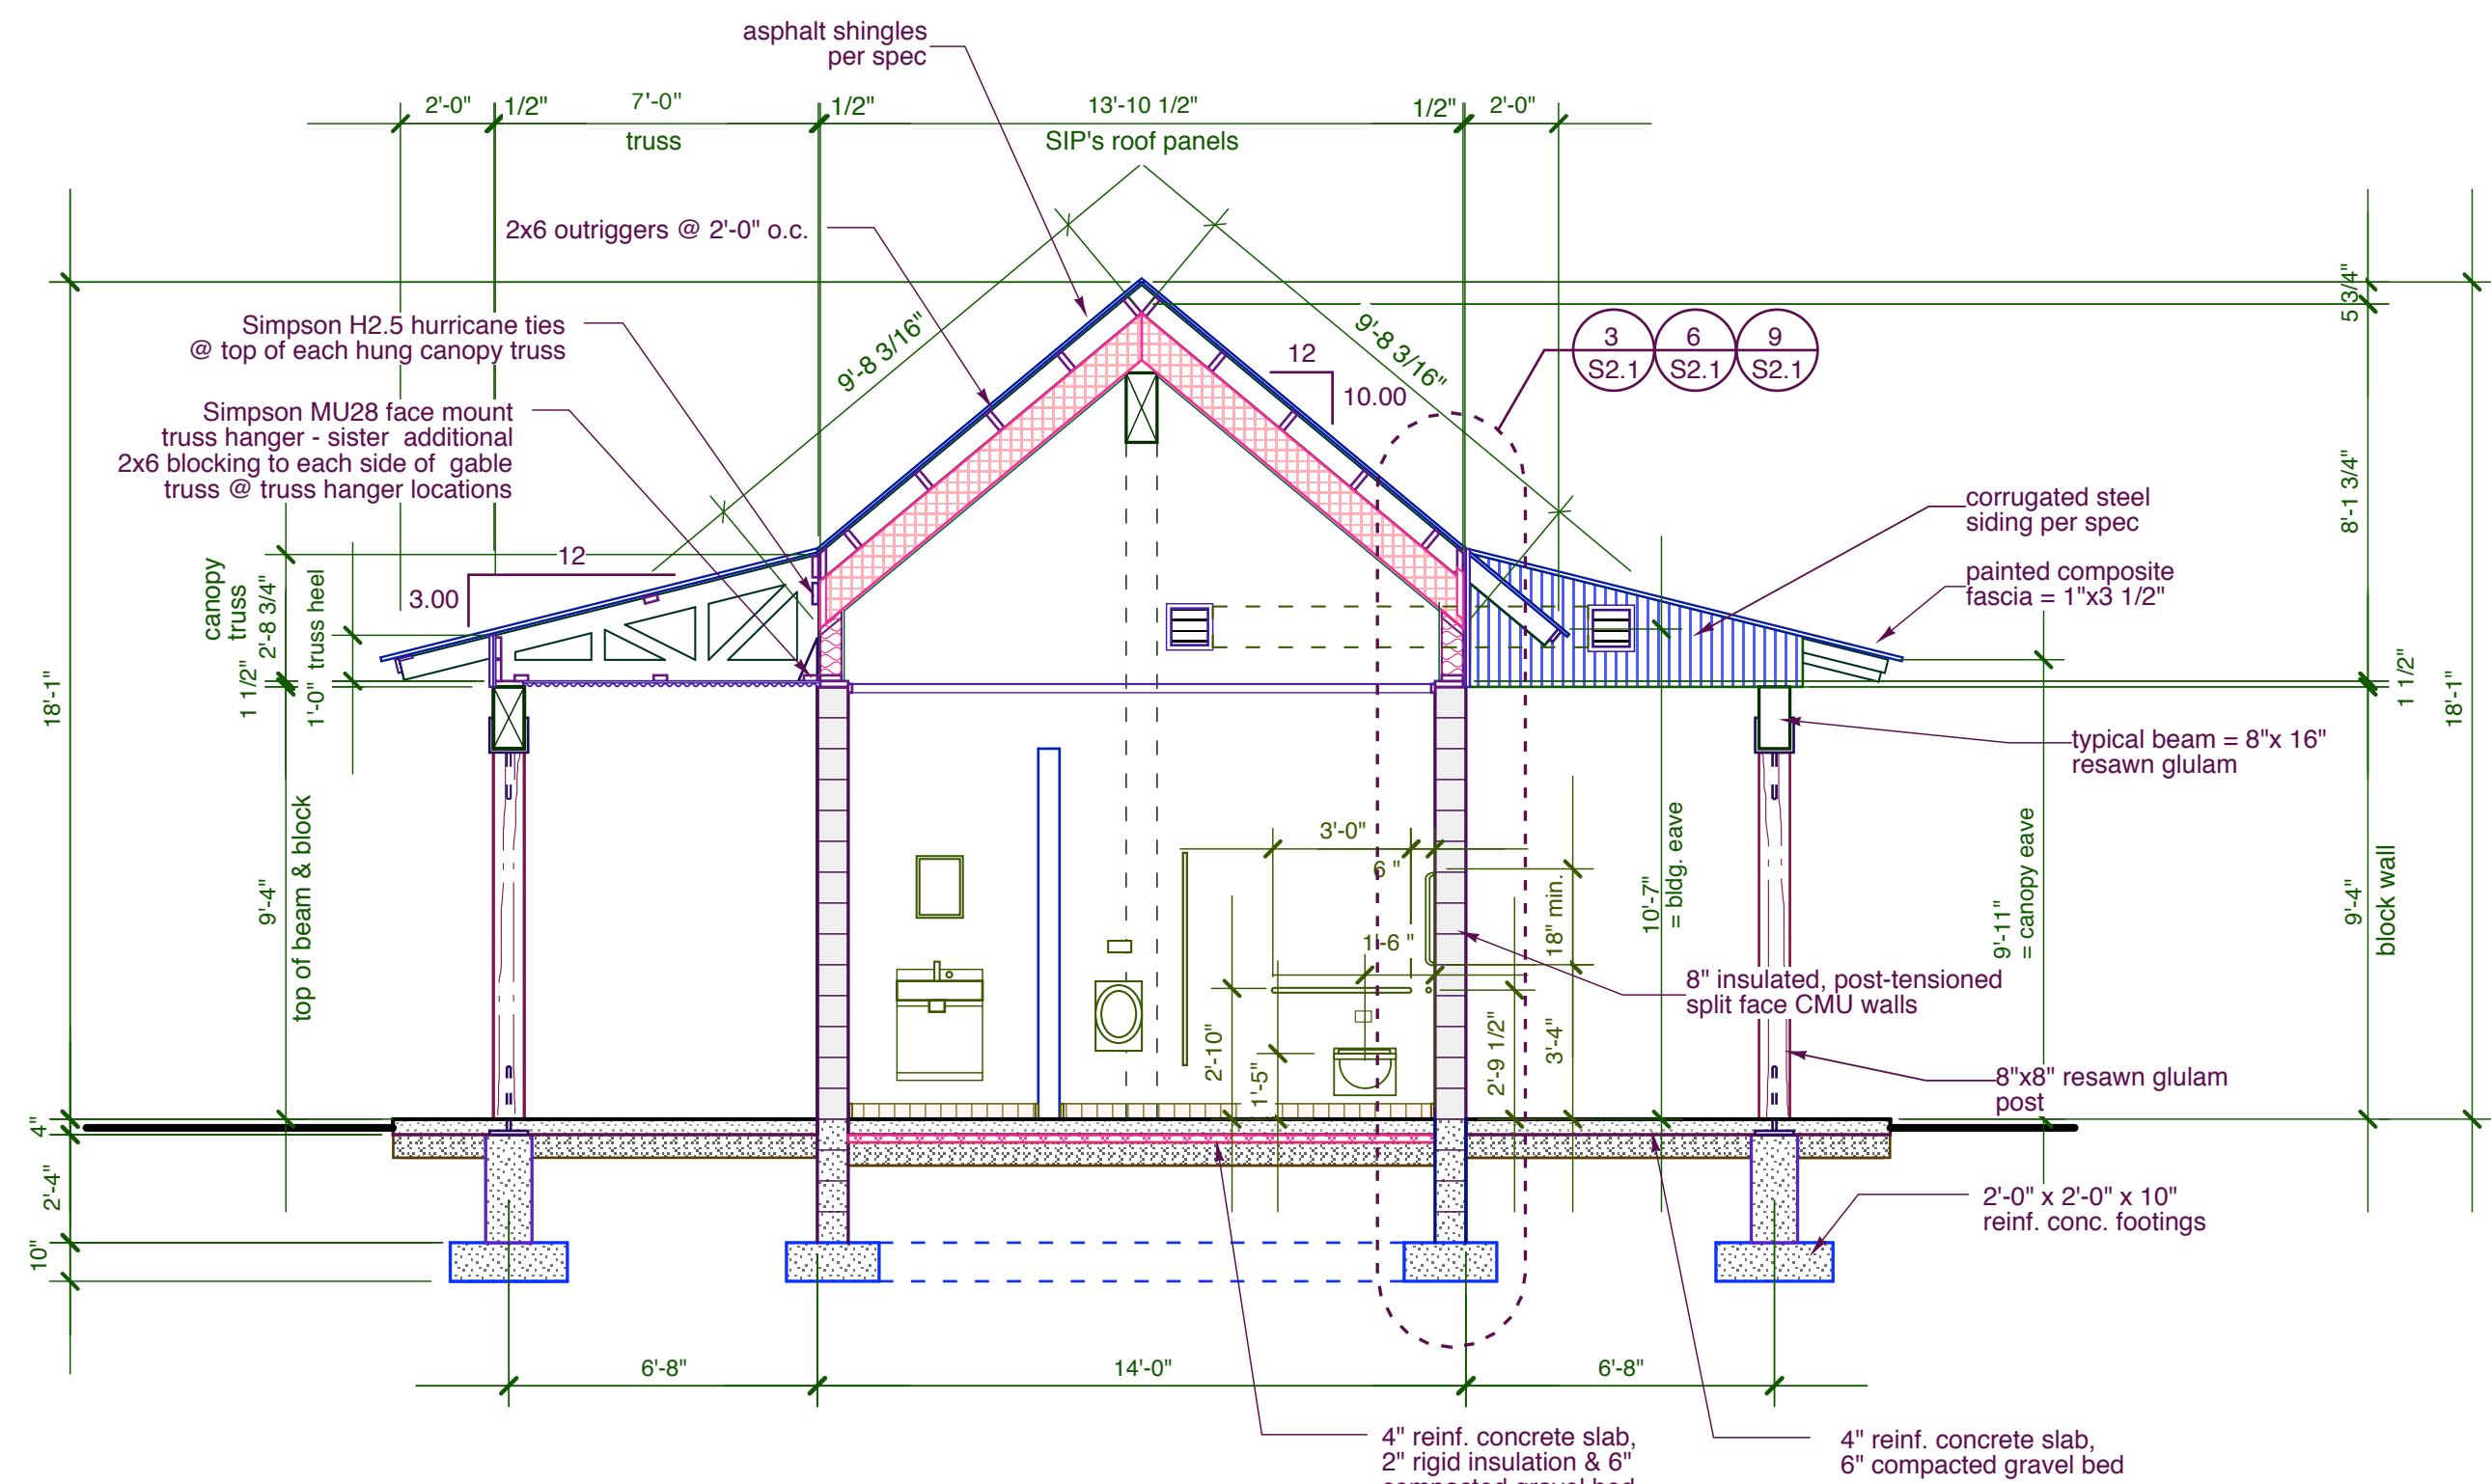 asphalt shingles
per spec
2'-0"
1/2"
7'-0"
1/2"
13'-10 1/2"
1/2"
2'-0"
truss
SIP's roof panels
2x6 outriggers @ 2'-0" o.c.
Simpson H2.5 hurricane ties
@ top of each hung canopy truss
Simpson MU28 face mount
truss hanger - sister additional
2x6 blocking to each side of gable
truss @ truss hanger locations
9'-8 3/16"
9'-8 3/16"
12
10.00
3
S2.1
6
S2.1
9
S2.1
5 3/4"
8'-1 3/4"
corrugated steel
siding per spec
painted composite
fascia = 1"x3 1/2"
12
3.00
canopy
truss
2'-8 3/4"
1 1/2"
1'-0" truss heel
18'-1"
1 1/2"
18'-1"
typical beam = 8"x 16"
resawn glulam
9'-4"
top of beam & block
3'-0"
6 "
1'-6 "
18" min.
10'-7"
= bldg. eave
9'-11"
= canopy eave
9'-4"
block wall
8" insulated, post-tensioned
split face CMU walls
2'-10"
1'-5"
2'-9 1/2"
3'-4"
8"x8" resawn glulam
post
4"
2'-4"
10"
2'-0" x 2'-0" x 10"
reinf. conc. footings
6'-8"
14'-0"
6'-8"
4" reinf. concrete slab,
2" rigid insulation & 6"
compacted gravel bed
4" reinf. concrete slab,
6" compacted gravel bed